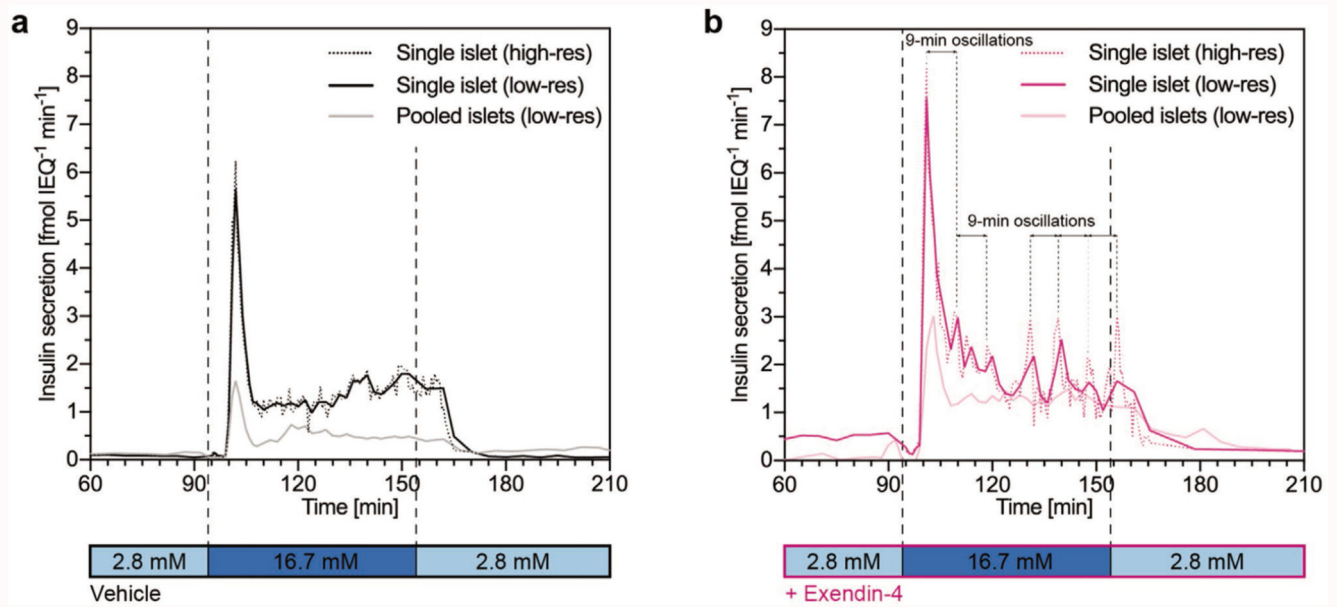 a
Insulin secretion [fmol IEQ⁻¹ min⁻¹]
9
8
7
6
5
4
3
2
1
0
Single islet (high-res)
Single islet (low-res)
Pooled islets (low-res)
60 90 120 150 180 210
Time [min]
2.8 mM 16.7 mM 2.8 mM
Vehicle
b
Insulin secretion [fmol IEQ⁻¹ min⁻¹]
9
8
7
6
5
4
3
2
1
0
9-min oscillations
Single islet (high-res)
Single islet (low-res)
Pooled islets (low-res)
9-min oscillations
60 90 120 150 180 210
Time [min]
2.8 mM 16.7 mM 2.8 mM
+ Exendin-4